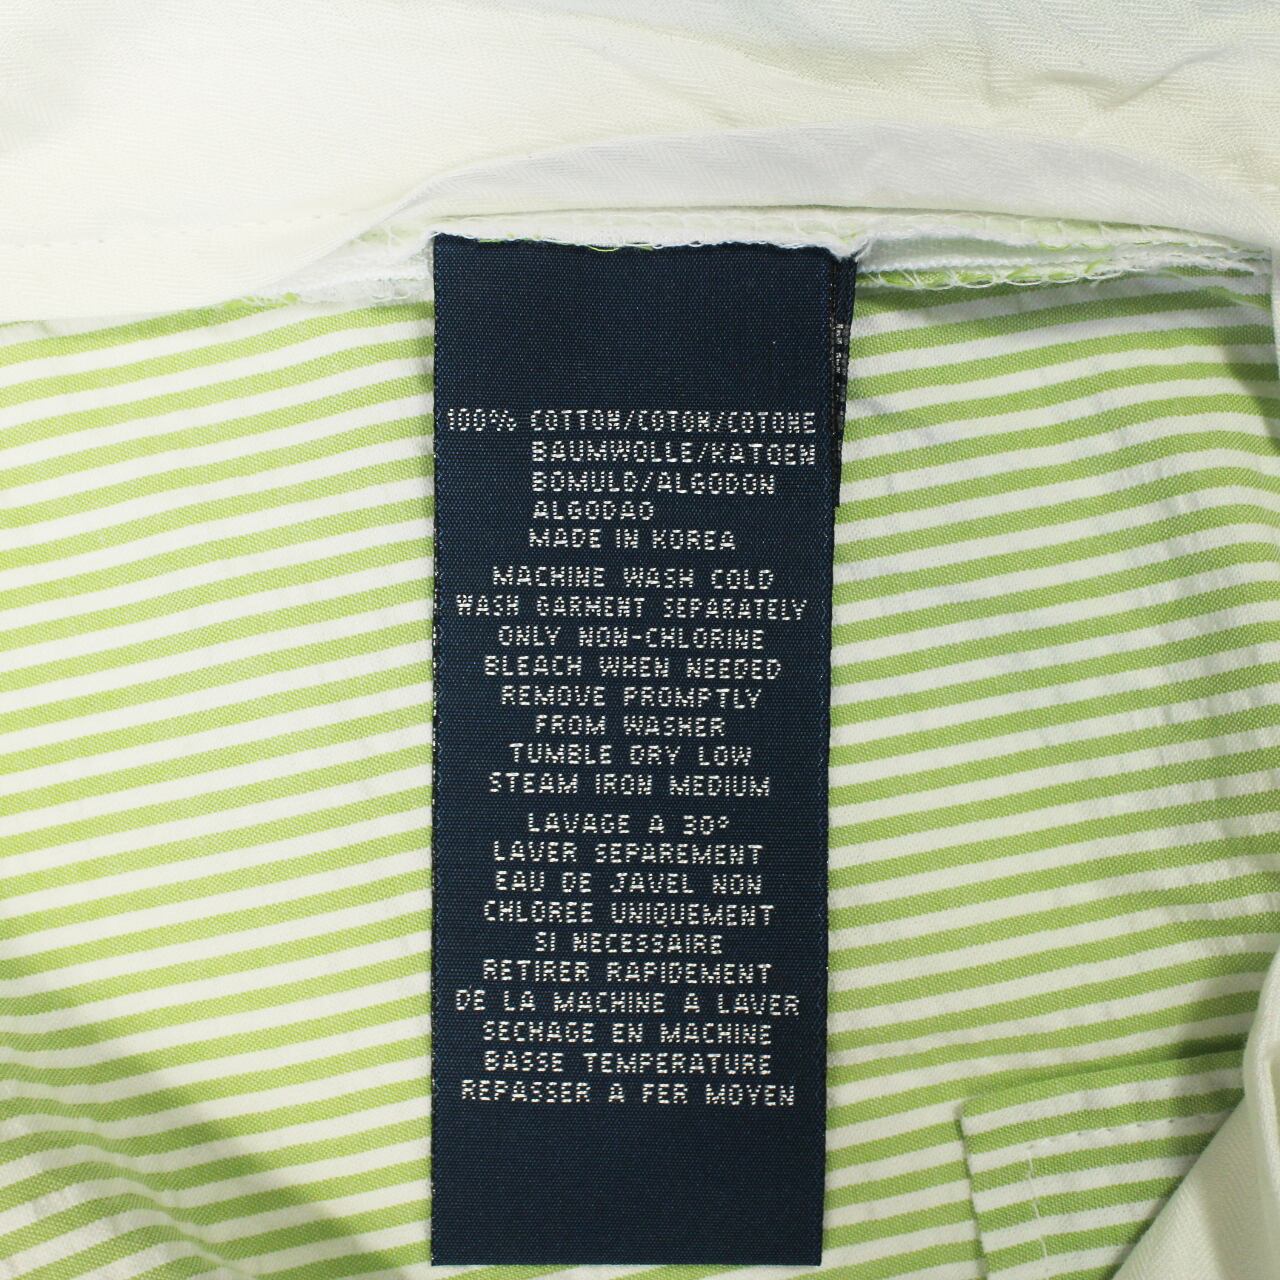 100% COTTON/COTON/COTONE
BAUMWOLLE/KATOEN
BOMULD/ALGODON
ALGODAO
MADE IN KOREA
MACHINE WASH COLD
WASH GARMENT SEPARATELY
ONLY NON-CHLORINE
BLEACH WHEN NEEDED
REMOVE PROMPTLY
FROM WASHER
TUMBLE DRY LOW
STEAM IRON MEDIUM
LAVAGE A 30°
LAVER SEPAREMENT
EAU DE JAVEL NON
CHLOREE UNIQUEMENT
SI NECESSAIRE
RETIRER RAPIDEMENT
DE LA MACHINE A LAVER
SECHAGE EN MACHINE
BASSE TEMPERATURE
REPASSER A FER MOYEN